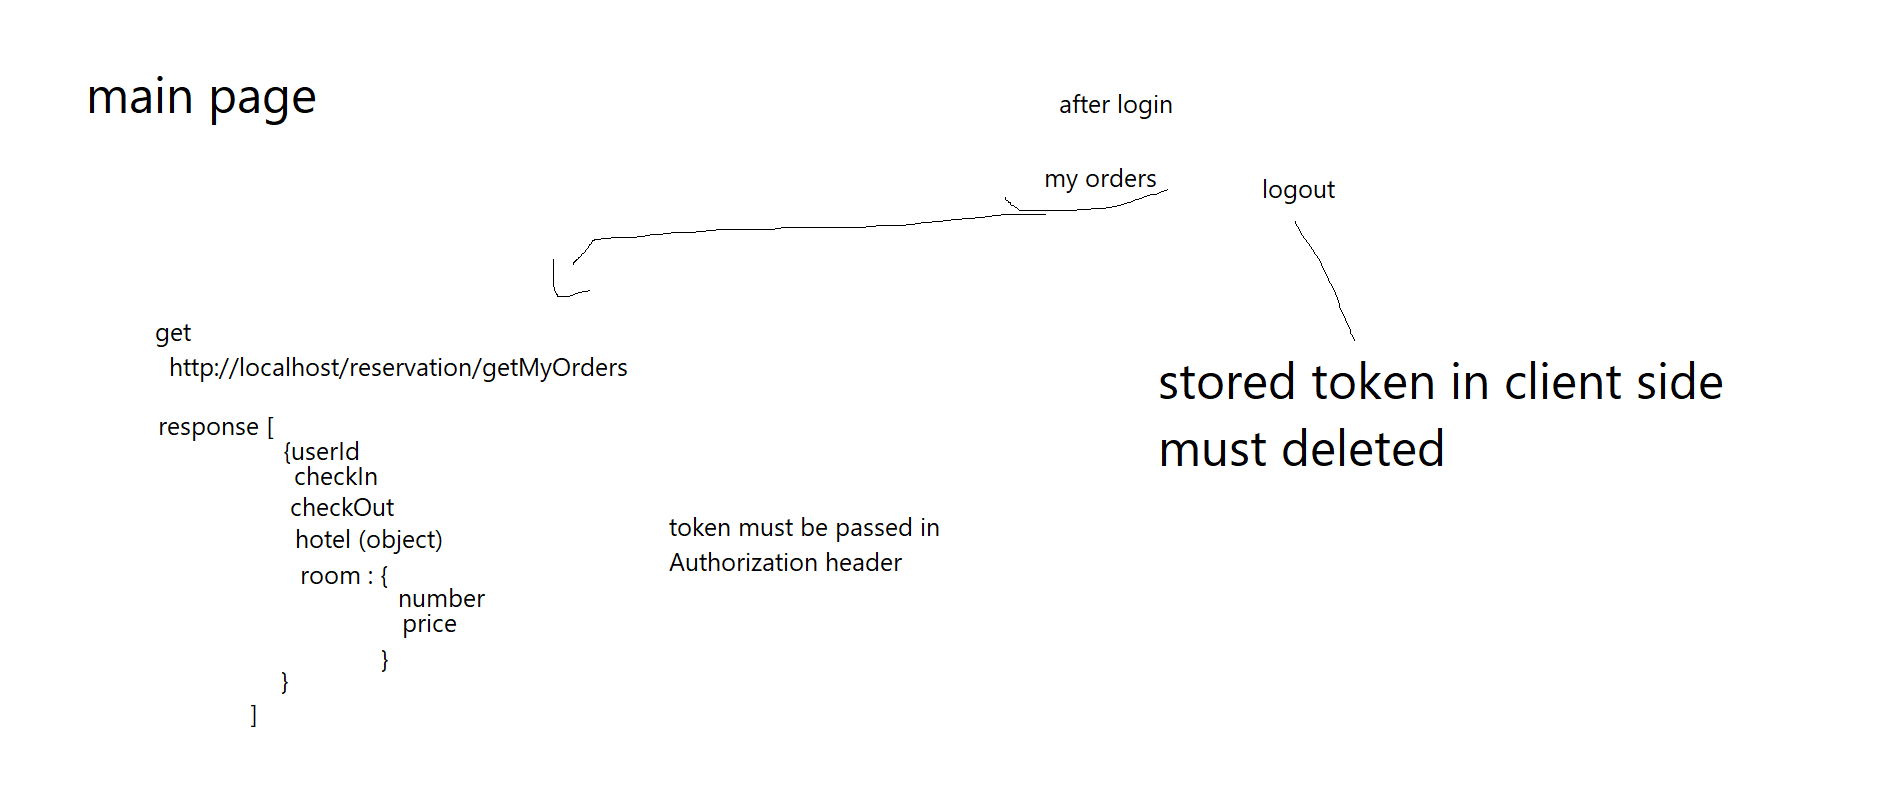 main page
after login
my orders
logout
get
http://localhost/reservation/getMyOrders
response [
{userId
checkIn
checkOut
hotel (object)
room : {
number
price
}
}
]
token must be passed in
Authorization header
stored token in client side
must deleted